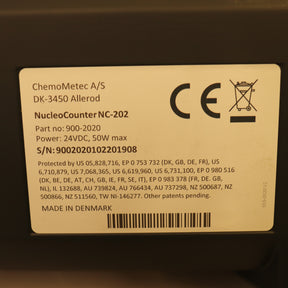 ChemoMetec A/S
DK-3450 Allerod
CE
NucleoCounter NC-202
Part no: 900-2020
Power: 24VDC, 50W max
S/N: 9002020102201908
Protected by US 05,828,716, EP 0 753 732 (DK, GB, DE, FR), US
6,710,879, US 7,068,365, US 6,619,960, US 6,731,100, EP 0 980 516
(DK, BE, DE, AT, CH, GB, IE, FR, SE, IT) EP 0 983 378 (FR, DE, GB,
NL), IL 132688, AU 739824, AU 766434, AU 737298, NZ 500687, NZ
500866, NZ 511560, TW NI-146277. Other patents pending.
MADE IN DENMARK